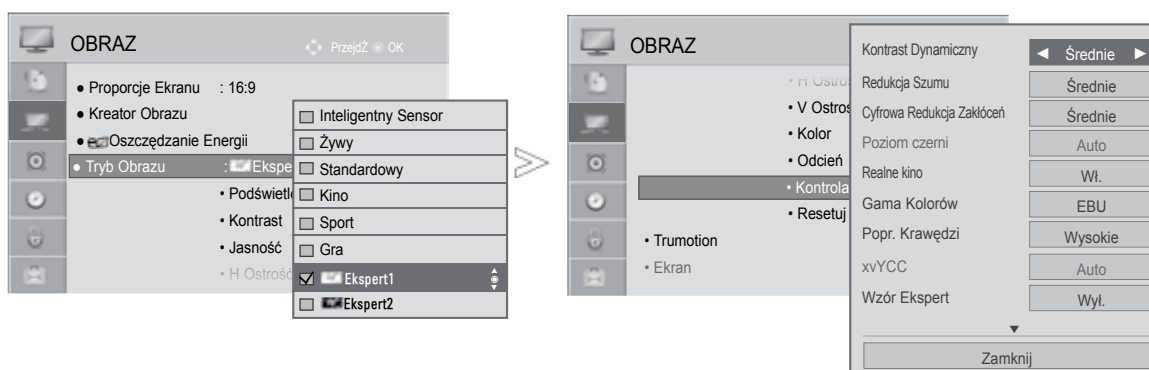 OBRAZ
PrzejdŹ OK
• Proporcje Ekranu : 16:9
• Kreator Obrazu
• Oszczędzanie Energii
• Tryb Obrazu : Ekspe
• Podświetl
• Kontrast
• Jasność
• H Ostrość
Inteligentny Sensor
Żywy
Standardowy
Kino
Sport
Gra
Ekspert1
Ekspert2
OBRAZ
• H Ostro
• V Ostroś
• Kolor
• Odcień
• Kontrola
• Resetuj
• Trumotion
• Ekran
Kontrast Dynamiczny ◄ Średnie ►
Redukcja Szumu Średnie
Cyfrowa Redukcja Zakłóceń Średnie
Poziom czerni Auto
Realne kino Wł.
Gama Kolorów EBU
Popr. Krawędzi Wysokie
xvYCC Auto
Wzór Ekspert Wył.
Zamknij